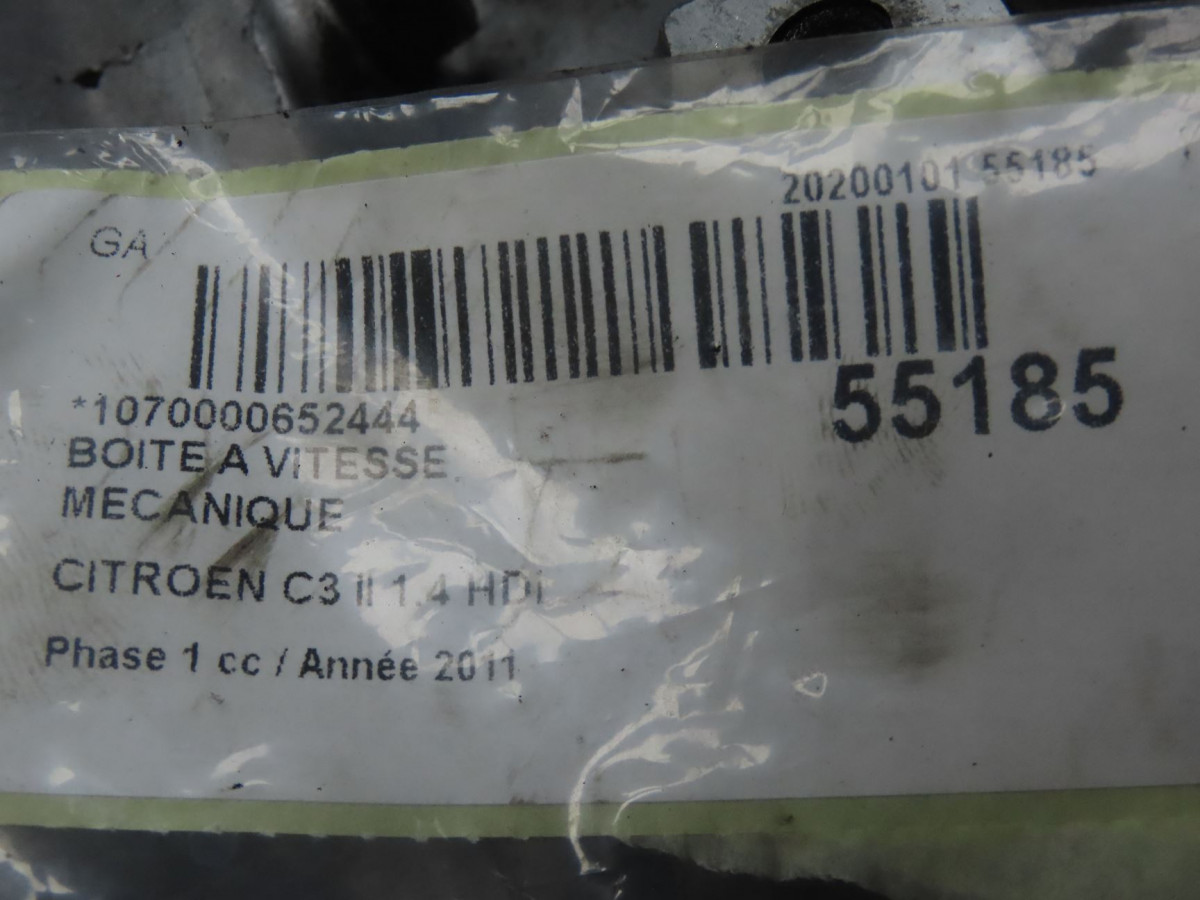 20200101 55185
GA
55185
*1070000652444
BOITE A VITESSE
MECANIQUE
CITROEN C3 II 1.4 HDi
Phase 1 cc / Année 2011